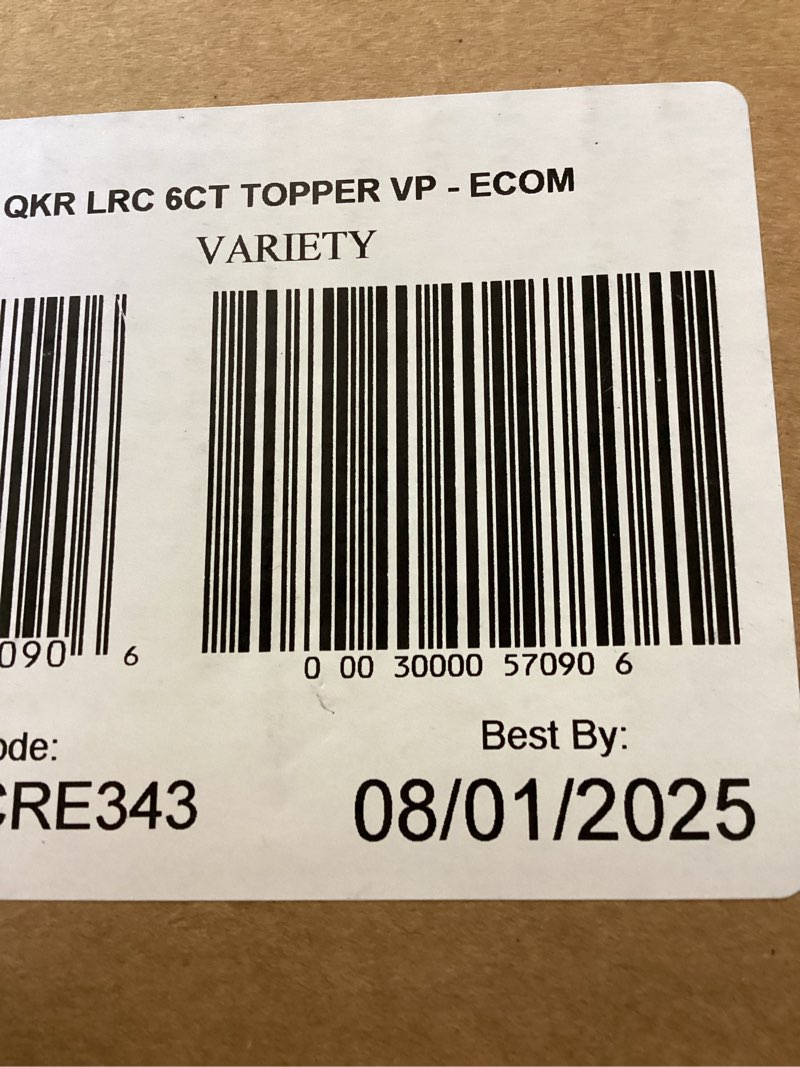 QKR LRC 6CT TOPPER VP - ECOM
VARIETY
090 6
0 00 30000 57090 6
ode:
Best By:
CRE343
08/01/2025